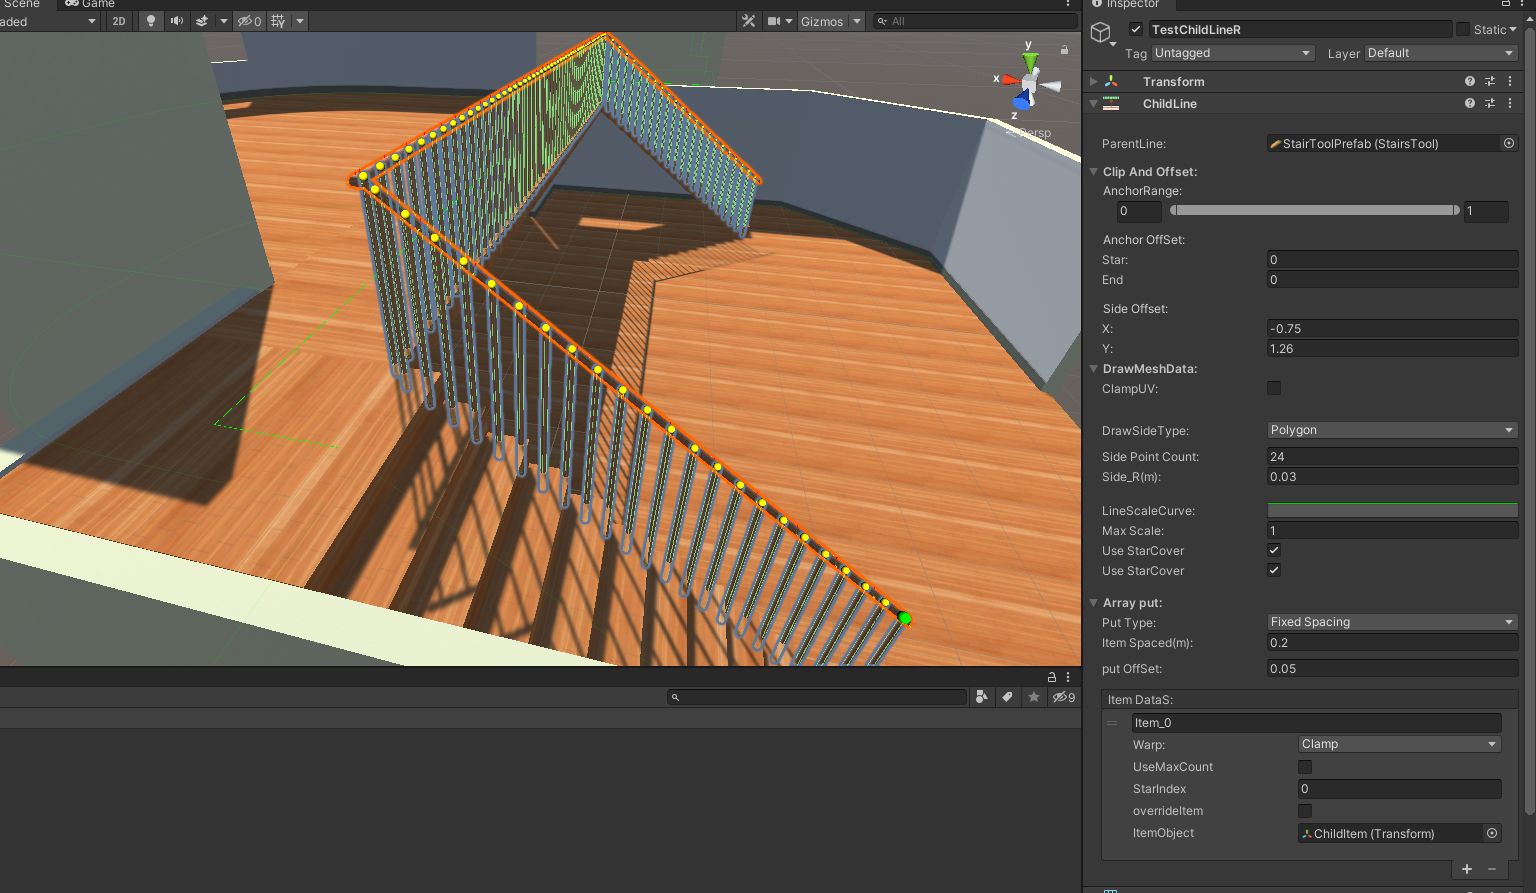 Scene
Game
Inspector
aded
2D
0
Gizmos
All
TestChildLineR
Static
Tag
Untagged
Layer
Default
Transform
ChildLine
y
x
z
Persp
ParentLine:
StairToolPrefab (StairsTool)
Clip And Offset:
AnchorRange:
0
1
Anchor OffSet:
Star:
0
End
0
Side Offset:
X:
-0.75
Y:
1.26
DrawMeshData:
ClampUV:
DrawSideType:
Polygon
Side Point Count:
24
Side_R(m):
0.03
LineScaleCurve:
Max Scale:
1
Use StarCover
Use StarCover
Array put:
Put Type:
Fixed Spacing
Item Spaced(m):
0.2
put OffSet:
0.05
9
Item DataS:
Item_0
Warp:
Clamp
UseMaxCount
StarIndex
0
overrideItem
ItemObject
ChildItem (Transform)